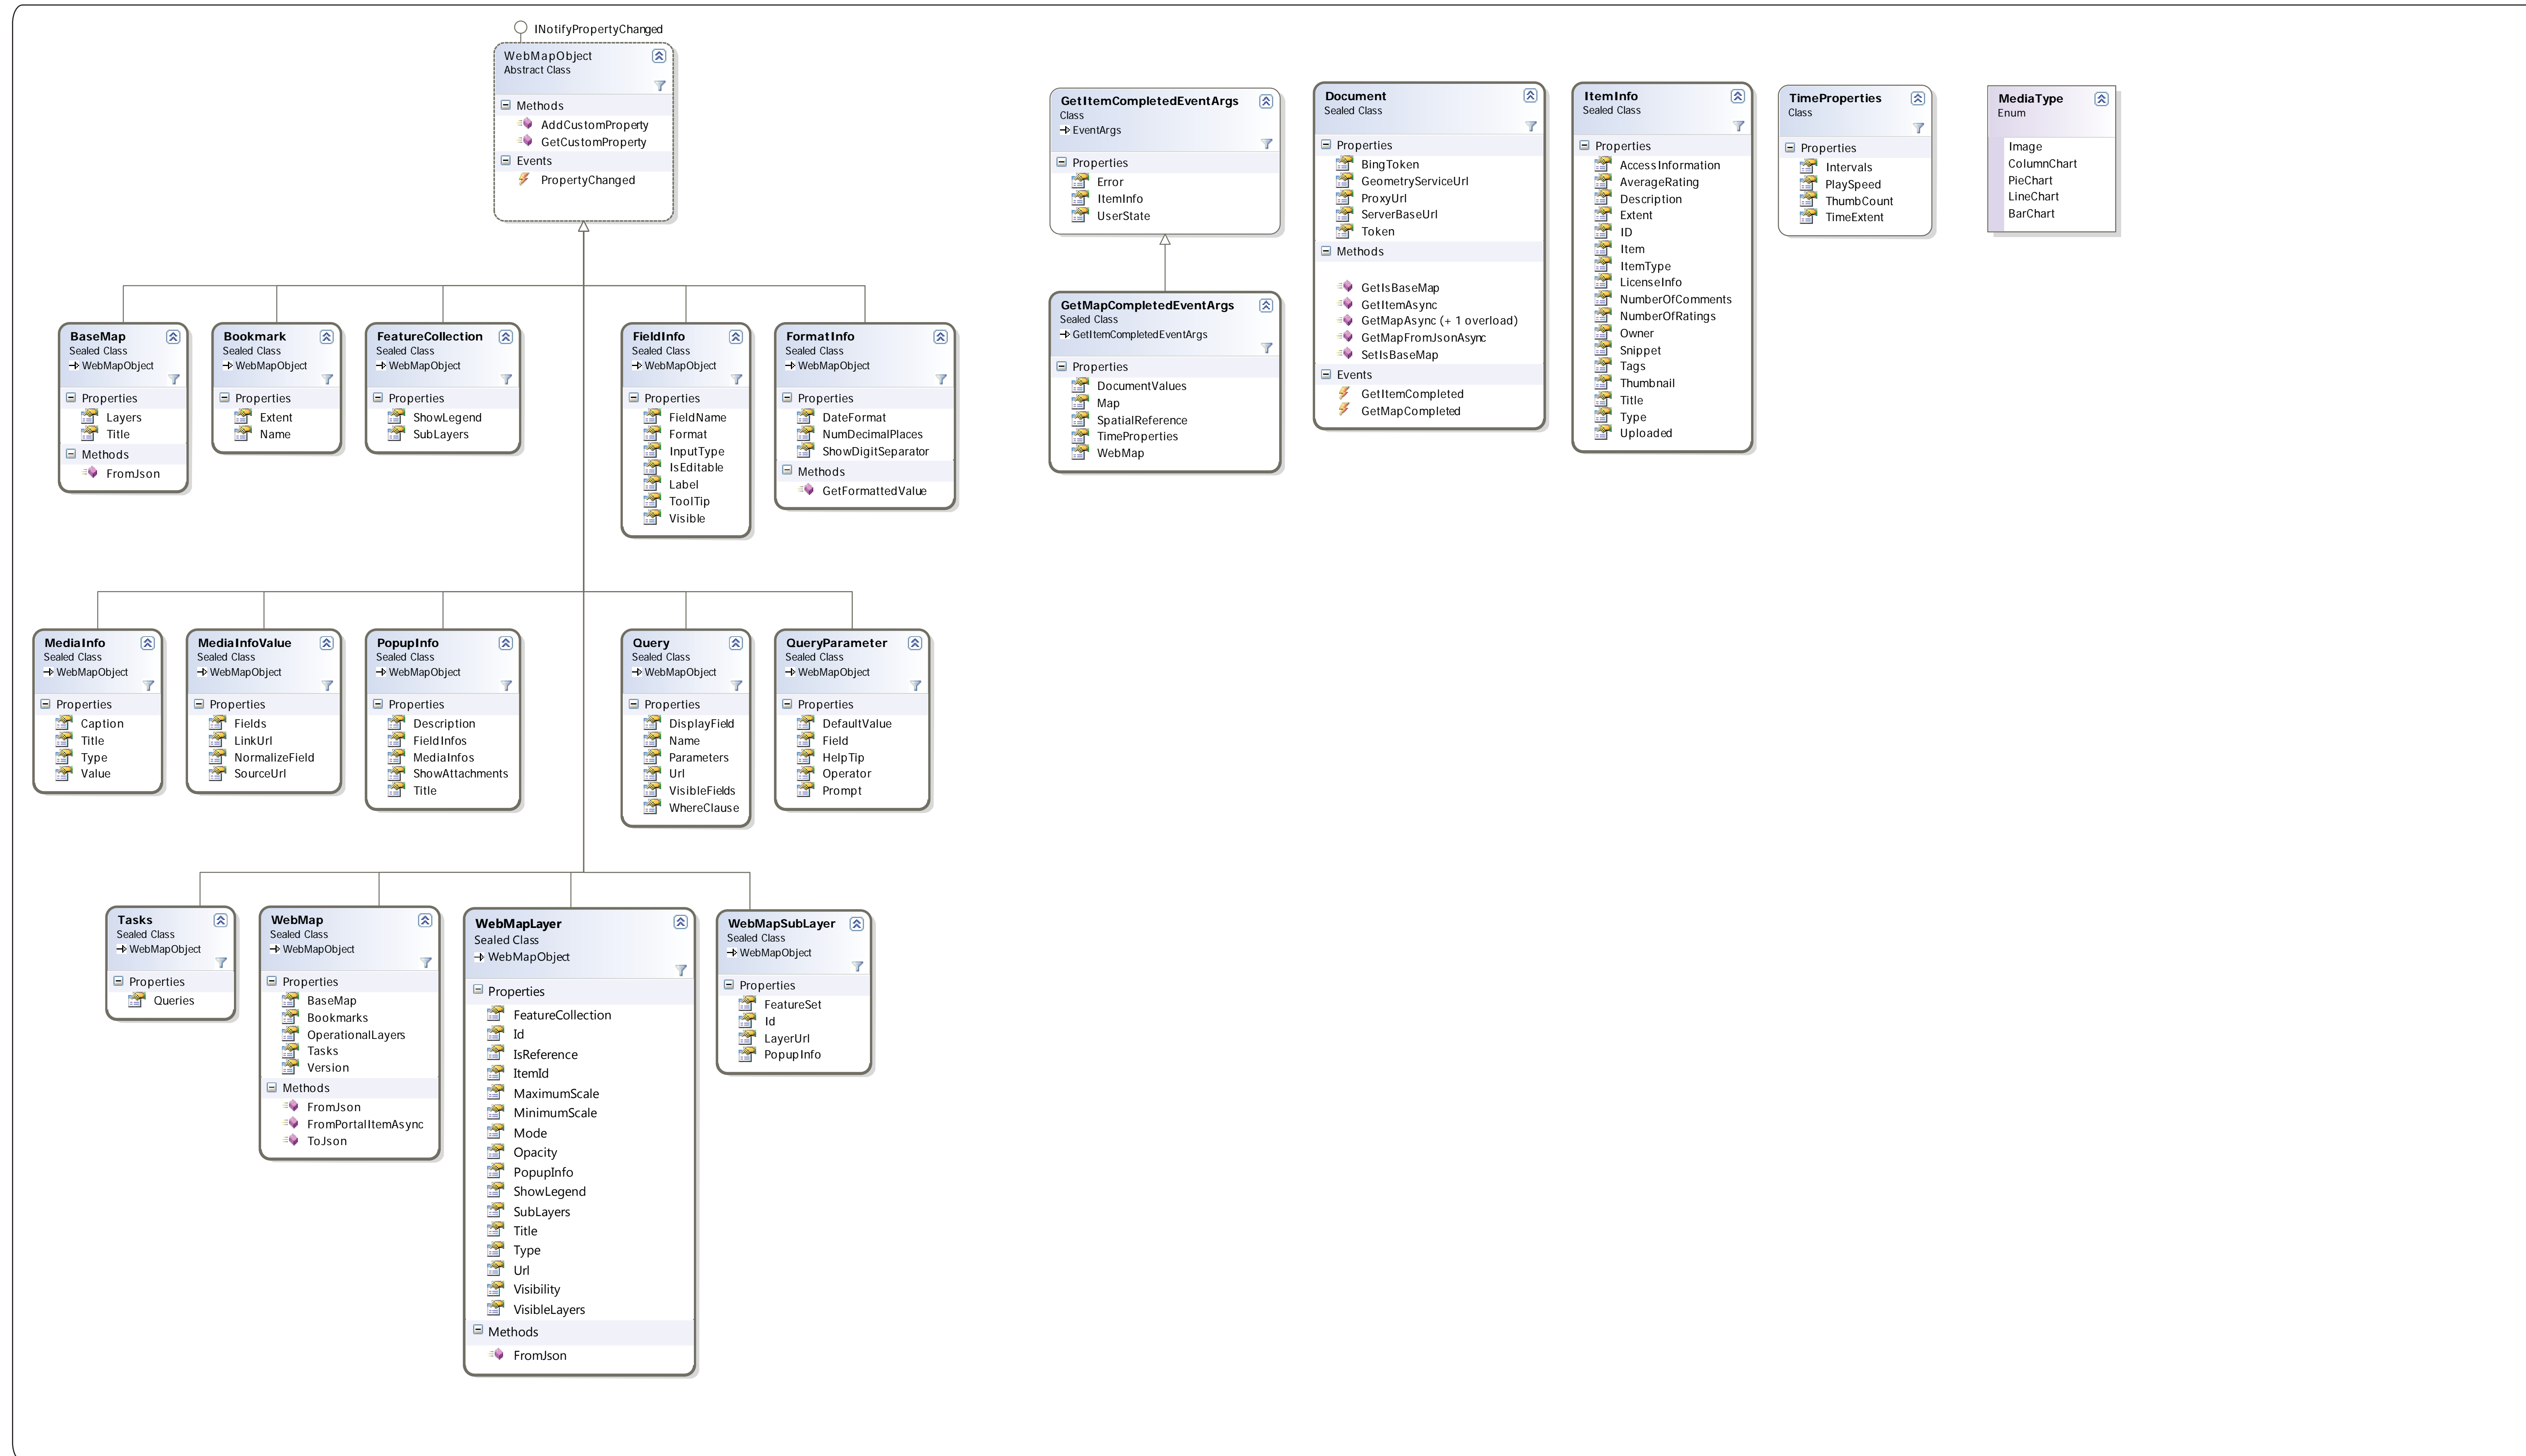 INotifyPropertyChanged
WebMapObject
Abstract Class
Methods
AddCustomProperty
GetCustomProperty
Events
PropertyChanged
GetItemCompletedEventArgs
Class
EventArgs
Properties
Error
ItemInfo
UserState
Document
Sealed Class
Properties
BingToken
GeometryServiceUrl
ProxyUrl
ServerBaseUrl
Token
Methods
GetIsBaseMap
GetItemAsync
GetMapAsync (+ 1 overload)
GetMapFromJsonAsync
SetIsBaseMap
Events
GetItemCompleted
GetMapCompleted
ItemInfo
Sealed Class
Properties
AccessInformation
AverageRating
Description
Extent
ID
Item
ItemType
LicenseInfo
NumberOfComments
NumberOfRatings
Owner
Snippet
Tags
Thumbnail
Title
Type
Uploaded
TimeProperties
Class
Properties
Intervals
PlaySpeed
ThumbCount
TimeExtent
MediaType
Enum
Image
ColumnChart
PieChart
LineChart
BarChart
GetMapCompletedEventArgs
Sealed Class
GetItemCompletedEventArgs
Properties
DocumentValues
Map
SpatialReference
TimeProperties
WebMap
BaseMap
Sealed Class
WebMapObject
Properties
Layers
Title
Methods
FromJson
Bookmark
Sealed Class
WebMapObject
Properties
Extent
Name
FeatureCollection
Sealed Class
WebMapObject
Properties
ShowLegend
SubLayers
FieldInfo
Sealed Class
WebMapObject
Properties
FieldName
Format
InputType
IsEditable
Label
ToolTip
Visible
FormatInfo
Sealed Class
WebMapObject
Properties
DateFormat
NumDecimalPlaces
ShowDigitSeparator
Methods
GetFormattedValue
MediaInfo
Sealed Class
WebMapObject
Properties
Caption
Title
Type
Value
MediaInfoValue
Sealed Class
WebMapObject
Properties
Fields
LinkUrl
NormalizeField
SourceUrl
PopupInfo
Sealed Class
WebMapObject
Properties
Description
FieldInfos
MediaInfos
ShowAttachments
Title
Query
Sealed Class
WebMapObject
Properties
DisplayField
Name
Parameters
Url
VisibleFields
WhereClause
QueryParameter
Sealed Class
WebMapObject
Properties
DefaultValue
Field
HelpTip
Operator
Prompt
Tasks
Sealed Class
WebMapObject
Properties
Queries
WebMap
Sealed Class
WebMapObject
Properties
BaseMap
Bookmarks
OperationalLayers
Tasks
Version
Methods
FromJson
FromPortalItemAsync
ToJson
WebMapLayer
Sealed Class
WebMapObject
Properties
FeatureCollection
Id
IsReference
ItemId
MaximumScale
MinimumScale
Mode
Opacity
PopupInfo
ShowLegend
SubLayers
Title
Type
Url
Visibility
VisibleLayers
Methods
FromJson
WebMapSubLayer
Sealed Class
WebMapObject
Properties
FeatureSet
Id
LayerUrl
PopupInfo